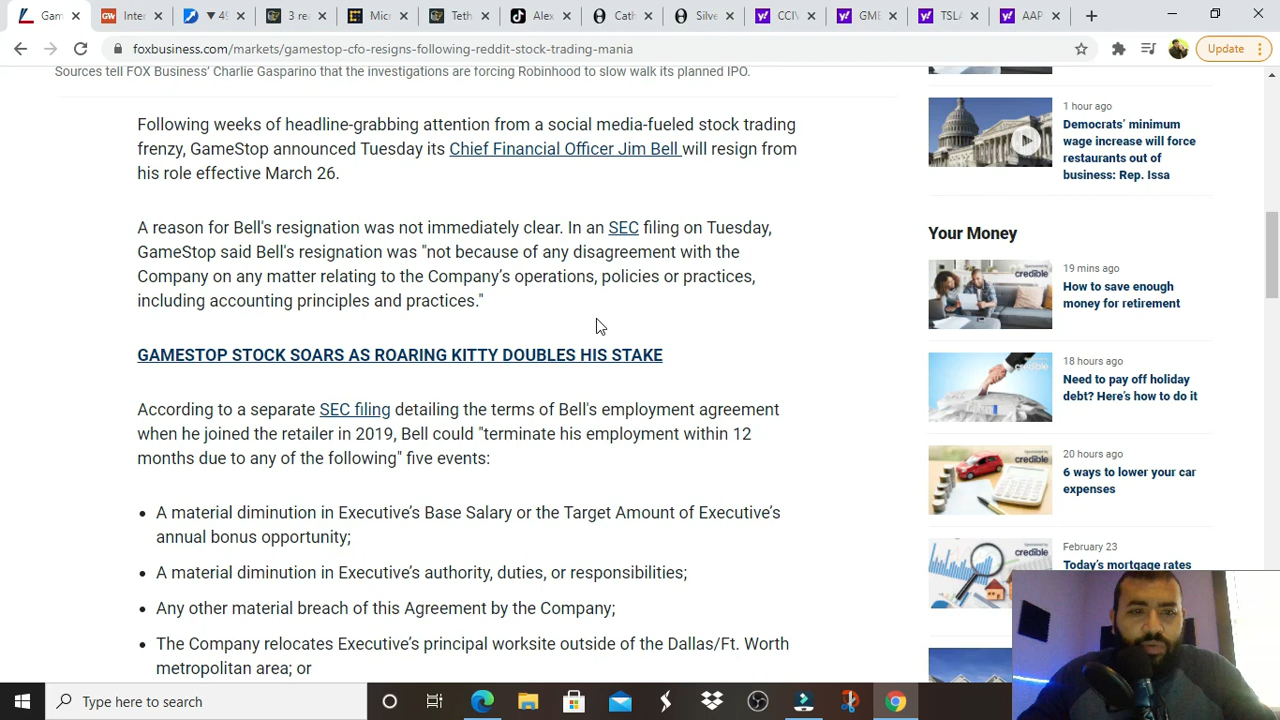 Gam
Inter
49
3 rea
Micr
Teth
Alex
Cath
Silve
CCIV
GME
TSLA
AAP
foxbusiness.com/markets/gamestop-cfo-resigns-following-reddit-stock-trading-mania
Update
Sources tell FOX Business' Charlie Gasparino that the investigations are forcing Robinhood to slow walk its planned IPO.
Following weeks of headline-grabbing attention from a social media-fueled stock trading
frenzy, GameStop announced Tuesday its Chief Financial Officer Jim Bell will resign from
his role effective March 26.
A reason for Bell's resignation was not immediately clear. In an SEC filing on Tuesday,
GameStop said Bell's resignation was "not because of any disagreement with the
Company on any matter relating to the Company's operations, policies or practices,
including accounting principles and practices."
GAMESTOP STOCK SOARS AS ROARING KITTY DOUBLES HIS STAKE
According to a separate SEC filing detailing the terms of Bell's employment agreement
when he joined the retailer in 2019, Bell could "terminate his employment within 12
months due to any of the following" five events:
• A material diminution in Executive's Base Salary or the Target Amount of Executive's
annual bonus opportunity;
• A material diminution in Executive's authority, duties, or responsibilities;
• Any other material breach of this Agreement by the Company;
• The Company relocates Executive's principal worksite outside of the Dallas/Ft. Worth
metropolitan area; or
1 hour ago
Democrats' minimum
wage increase will force
restaurants out of
business: Rep. Issa
Your Money
credible
19 mins ago
How to save enough
money for retirement
credible
18 hours ago
Need to pay off holiday
debt? Here's how to do it
credible
20 hours ago
6 ways to lower your car
expenses
credible
February 23
Today's mortgage rates
Type here to search